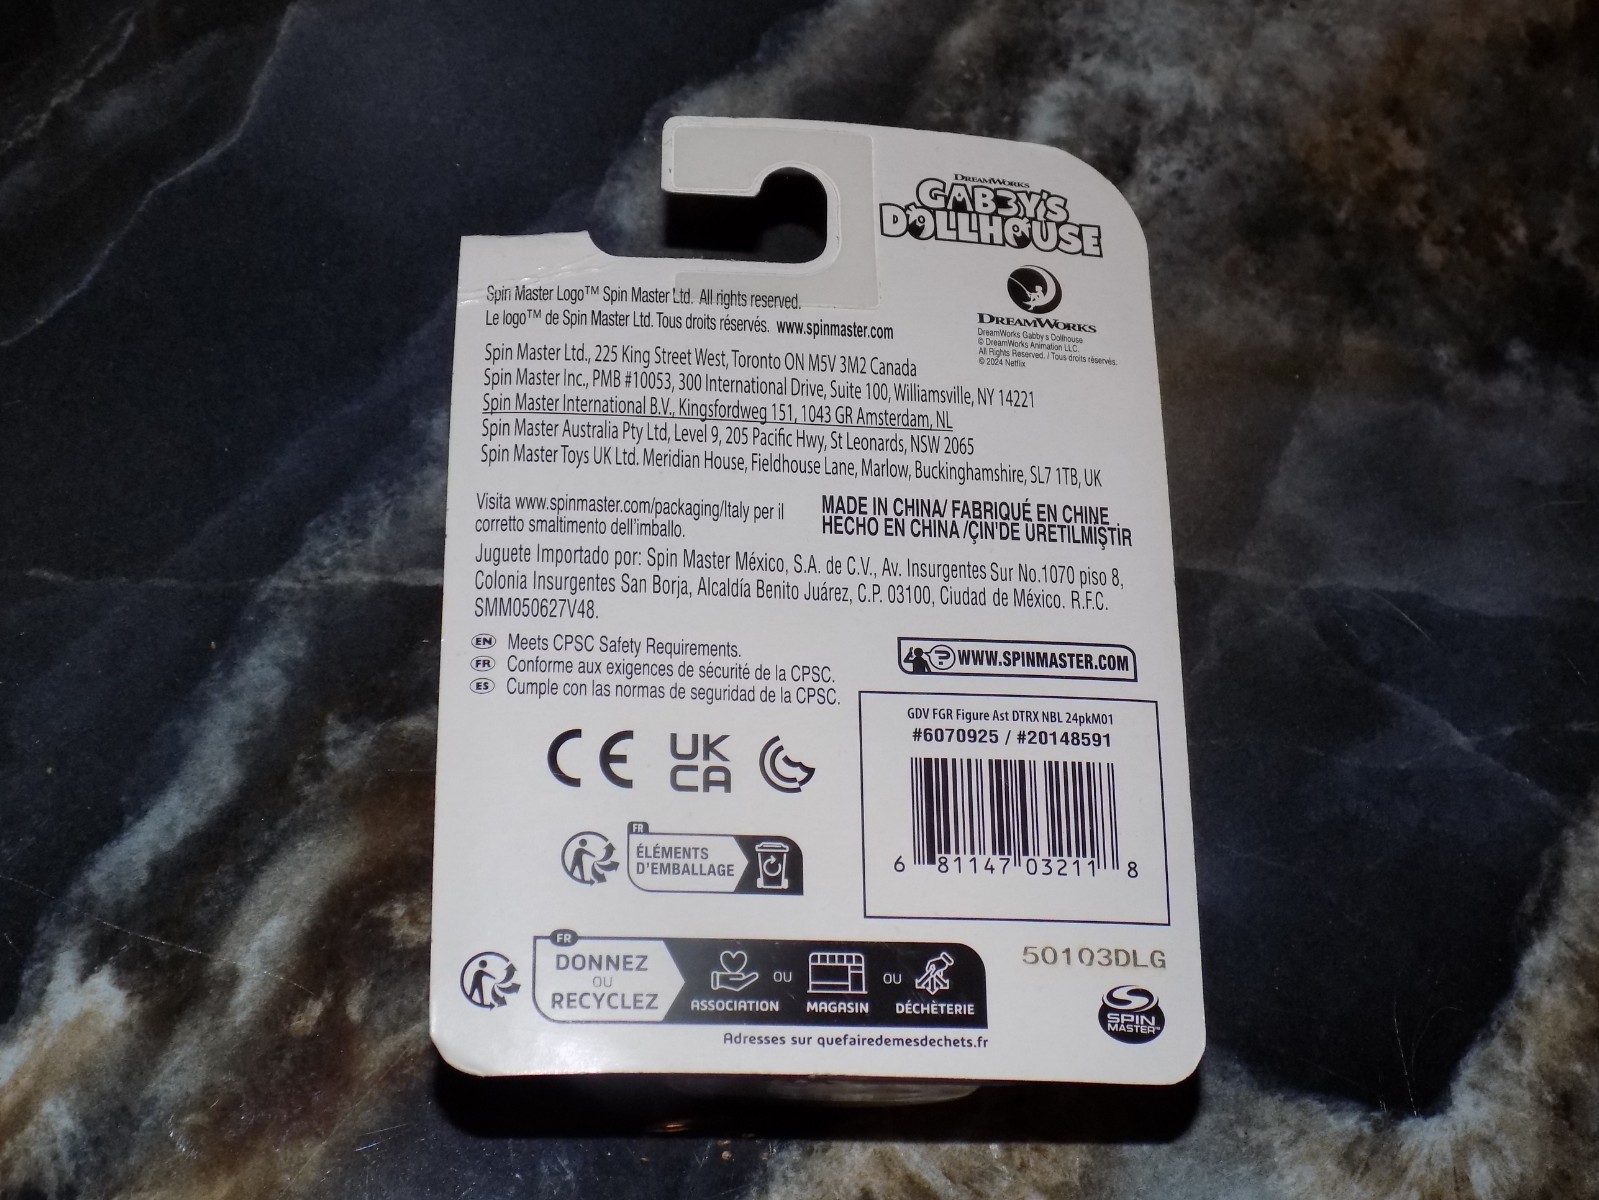 DREAMWORKS
GABBY'S
DOLLHOUSE
DREAMWORKS
DreamWorks Gabby's Dollhouse
© DreamWorks Animation LLC.
All Rights Reserved. / Tous droits réservés.
© 2024 Netflix
Spin Master Logo™ Spin Master Ltd. All rights reserved.
Le logo™ de Spin Master Ltd. Tous droits réservés. www.spinmaster.com
Spin Master Ltd., 225 King Street West, Toronto ON M5V 3M2 Canada
Spin Master Inc., PMB #10053, 300 International Drive, Suite 100, Williamsville, NY 14221
Spin Master International B.V., Kingsfordweg 151, 1043 GR Amsterdam, NL
Spin Master Australia Pty Ltd, Level 9, 205 Pacific Hwy, St Leonards, NSW 2065
Spin Master Toys UK Ltd. Meridian House, Fieldhouse Lane, Marlow, Buckinghamshire, SL7 1TB, UK
Visita www.spinmaster.com/packaging/Italy per il
corretto smaltimento dell'imballo.
MADE IN CHINA/ FABRIQUÉ EN CHINE
HECHO EN CHINA /ÇIN'DE ÜRETILMIŞTIR
Juguete Importado por: Spin Master México, S.A. de C.V., Av. Insurgentes Sur No.1070 piso 8,
Colonia Insurgentes San Borja, Alcaldía Benito Juárez, C.P. 03100, Ciudad de México. R.F.C.
SMM050627V48.
EN Meets CPSC Safety Requirements.
FR Conforme aux exigences de sécurité de la CPSC.
ES Cumple con las normas de seguridad de la CPSC.
WWW.SPINMASTER.COM
GDV FGR Figure Ast DTRX NBL 24pkM01
#6070925 / #20148591
6 81147 03211 8
CE UK
CA
FR
ÉLÉMENTS
D'EMBALLAGE
FR
DONNEZ
OU
RECYCLEZ
ASSOCIATION
OU
MAGASIN
OU
DÉCHÈTERIE
Adresses sur quefairedemesdechets.fr
50103DLG
SPIN
MASTER™